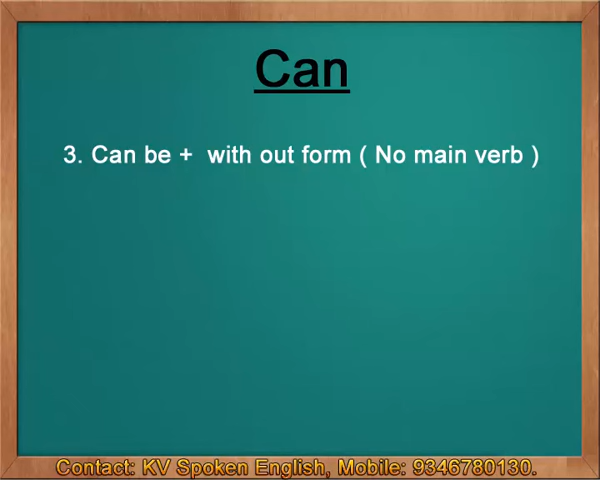 Can
3. Can be +  with out form ( No main verb )
Contact: KV Spoken English, Mobile: 9346780130.